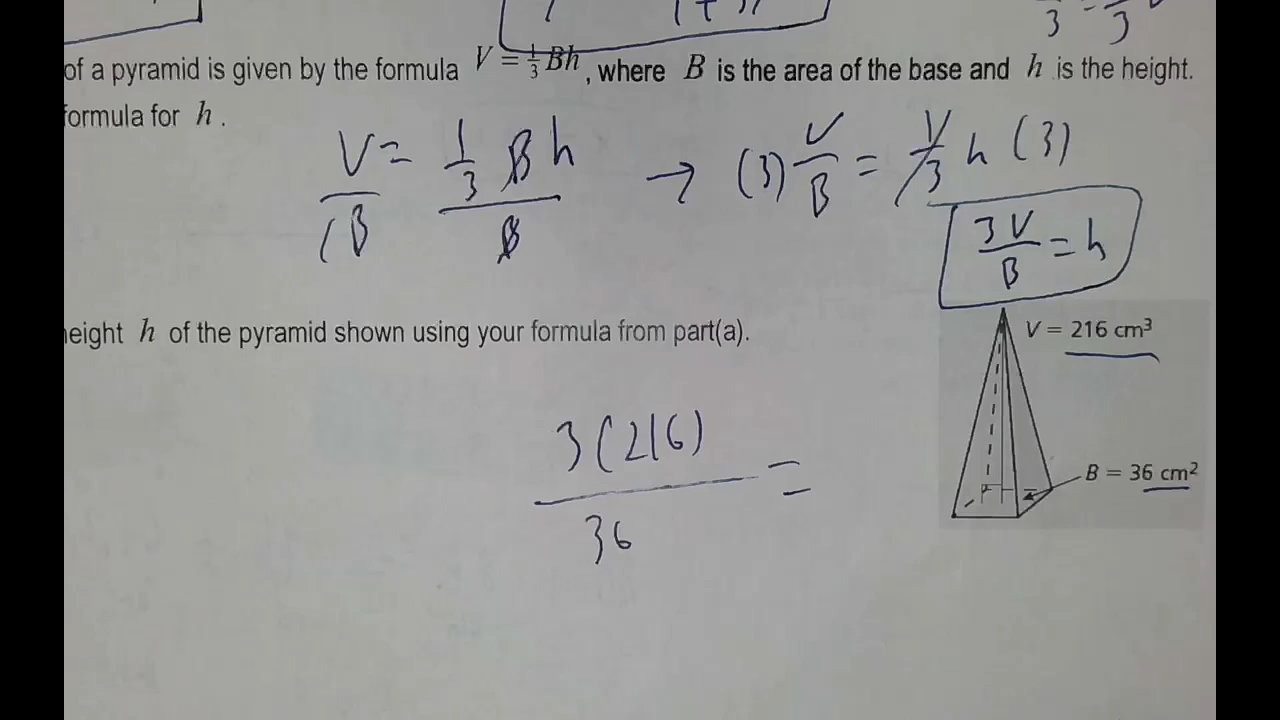 of a pyramid is given by the formula V = 1/3 Bh, where B is the area of the base and h is the height.
formula for h.
V = 1/3 B h → (3) V/B = 1/3 h (3)
1B B
3V/B = h
height h of the pyramid shown using your formula from part(a).
V = 216 cm³
3(216)/36 =
B = 36 cm²